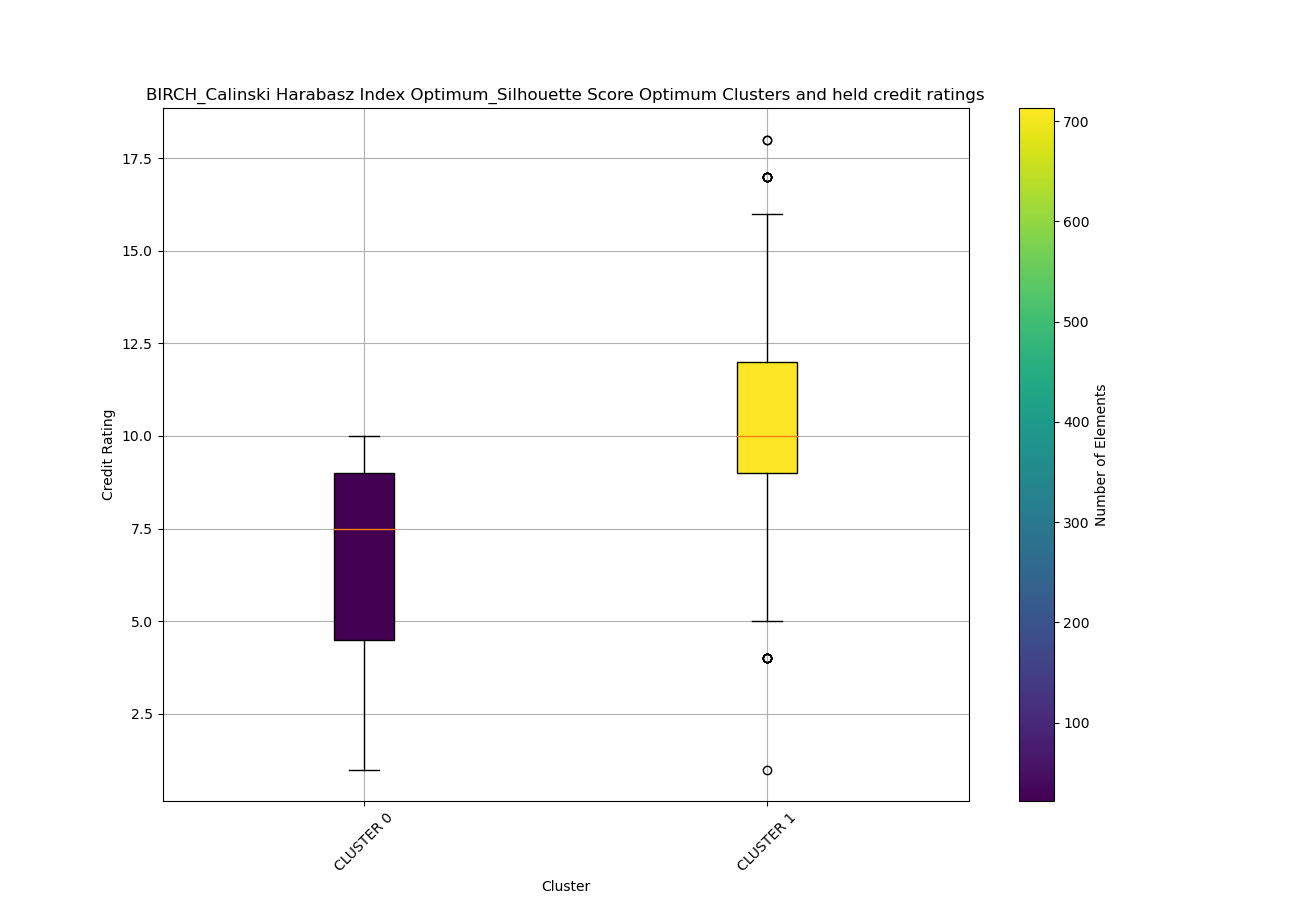 BIRCH_Calinski Harabasz Index Optimum_Silhouette Score Optimum Clusters and held credit ratings
17.5
15.0
12.5
10.0
7.5
5.0
2.5
Credit Rating
CLUSTER 0
CLUSTER 1
Cluster
700
600
500
400
300
200
100
Number of Elements